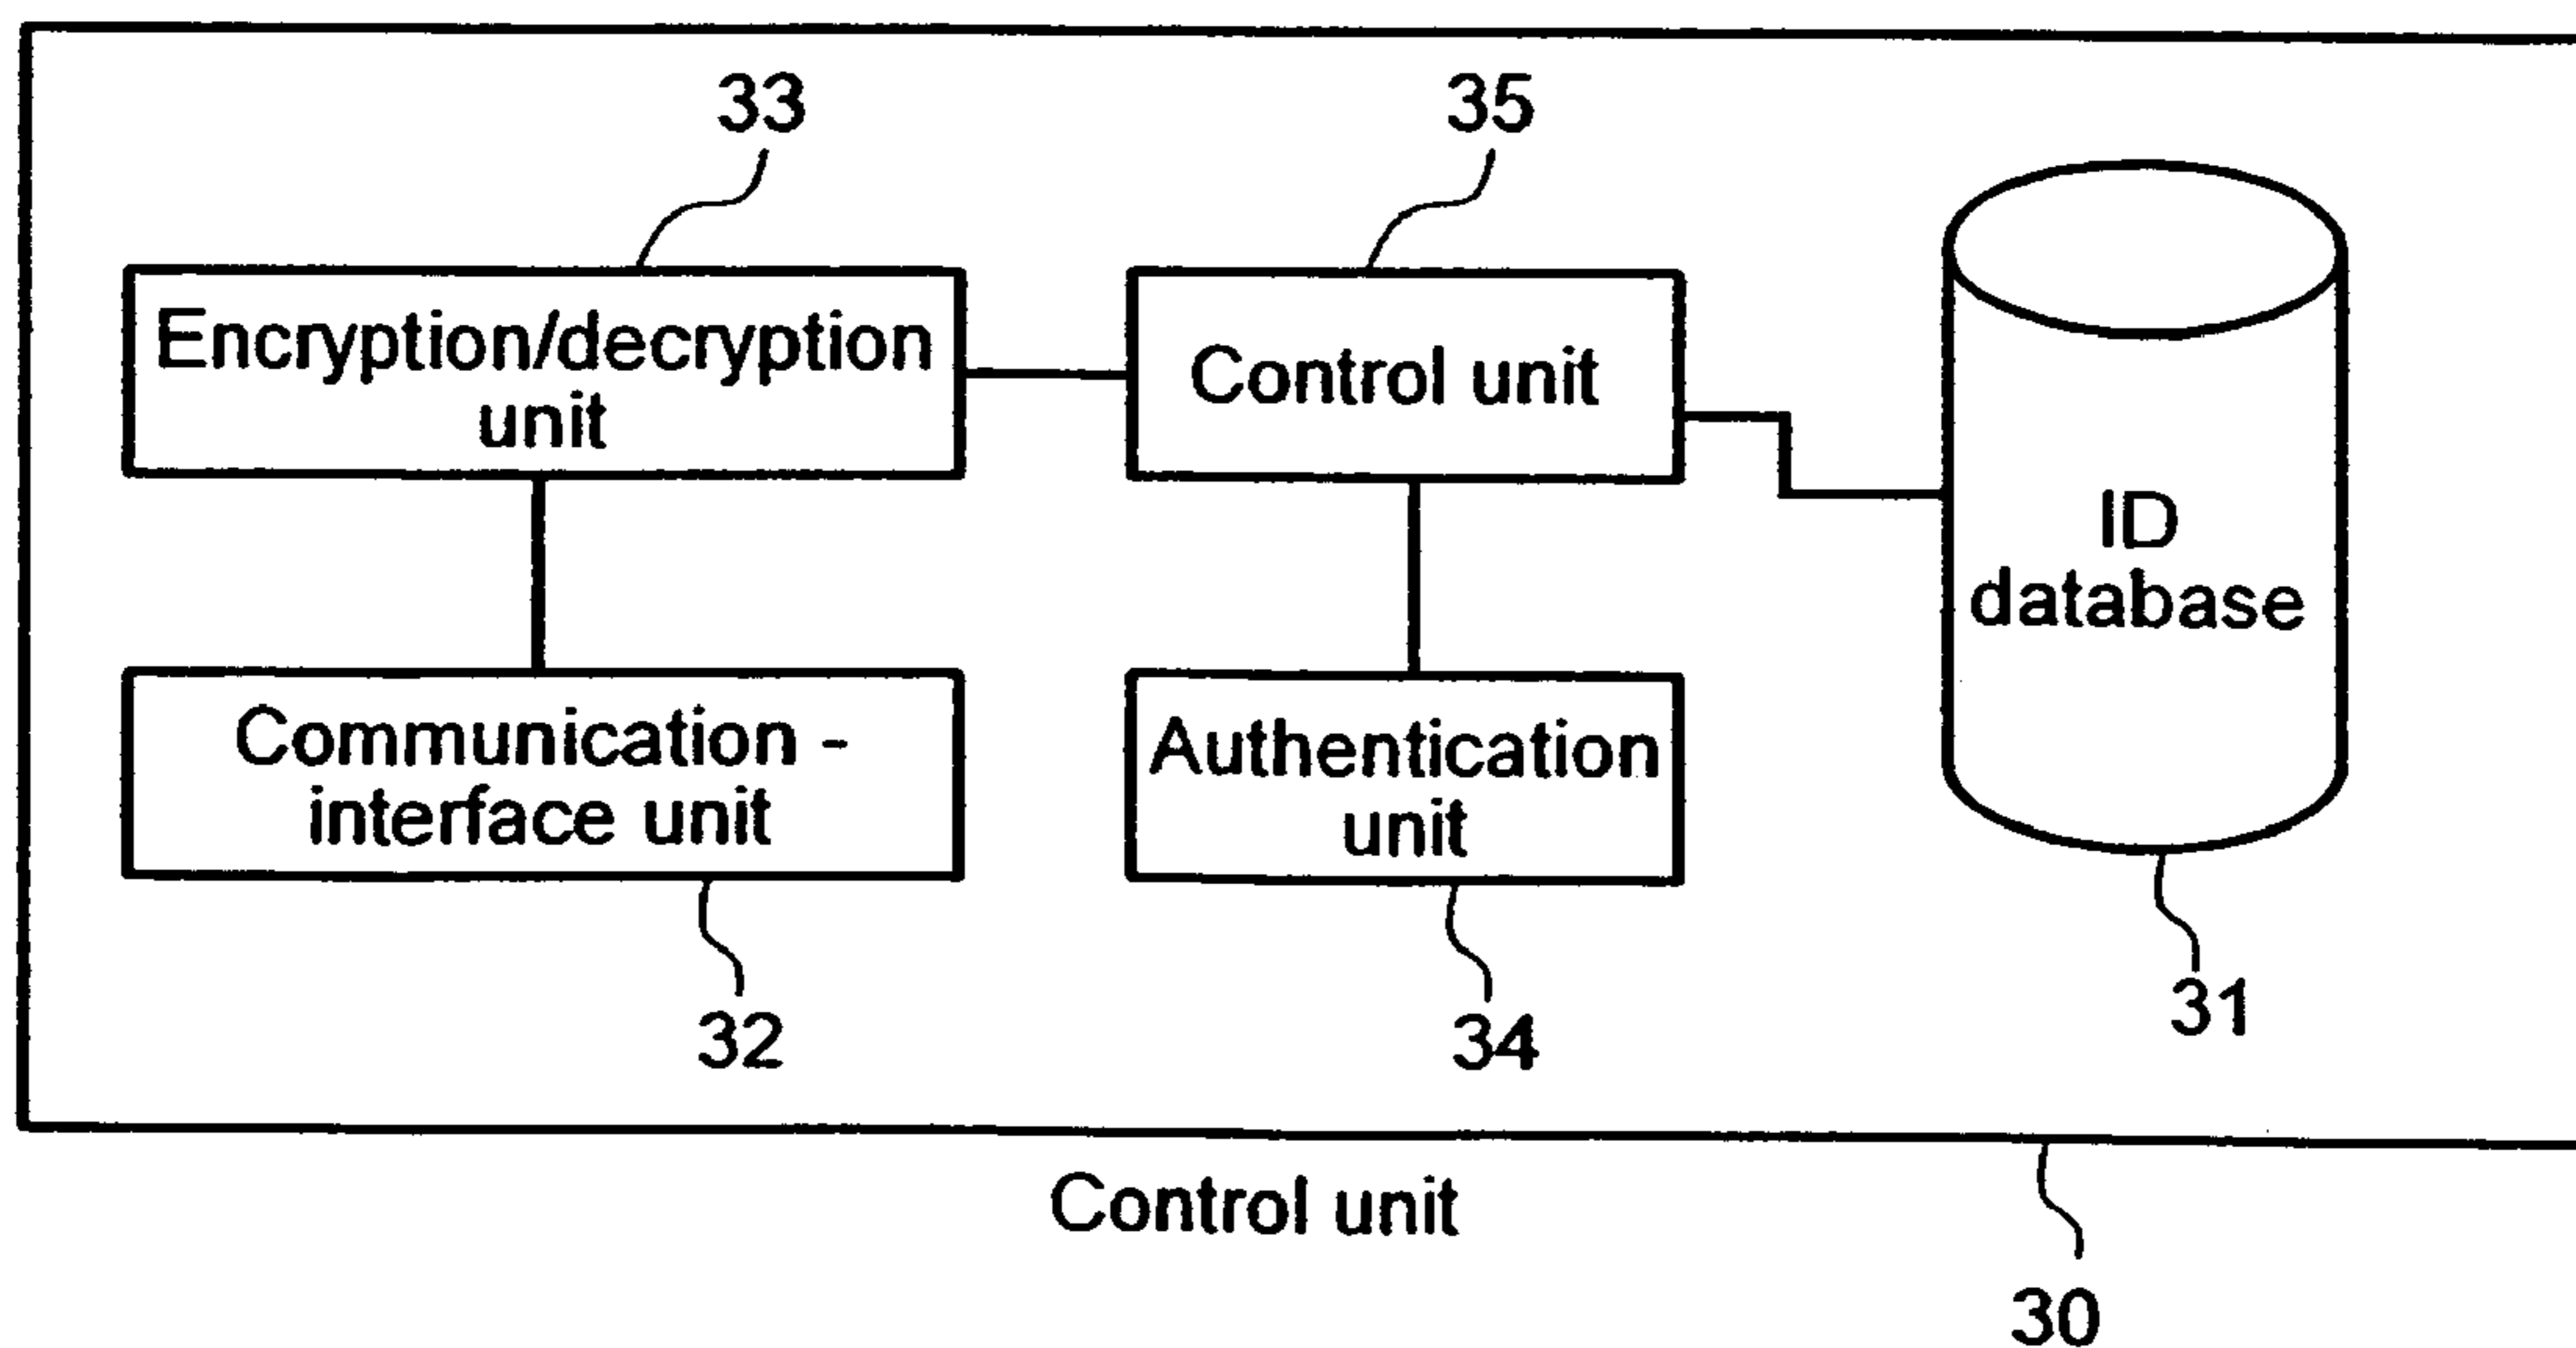 33
35
Encryption/decryption
unit
Control unit
ID
database
Communication -
interface unit
Authentication
unit
32
34
31
Control unit
30